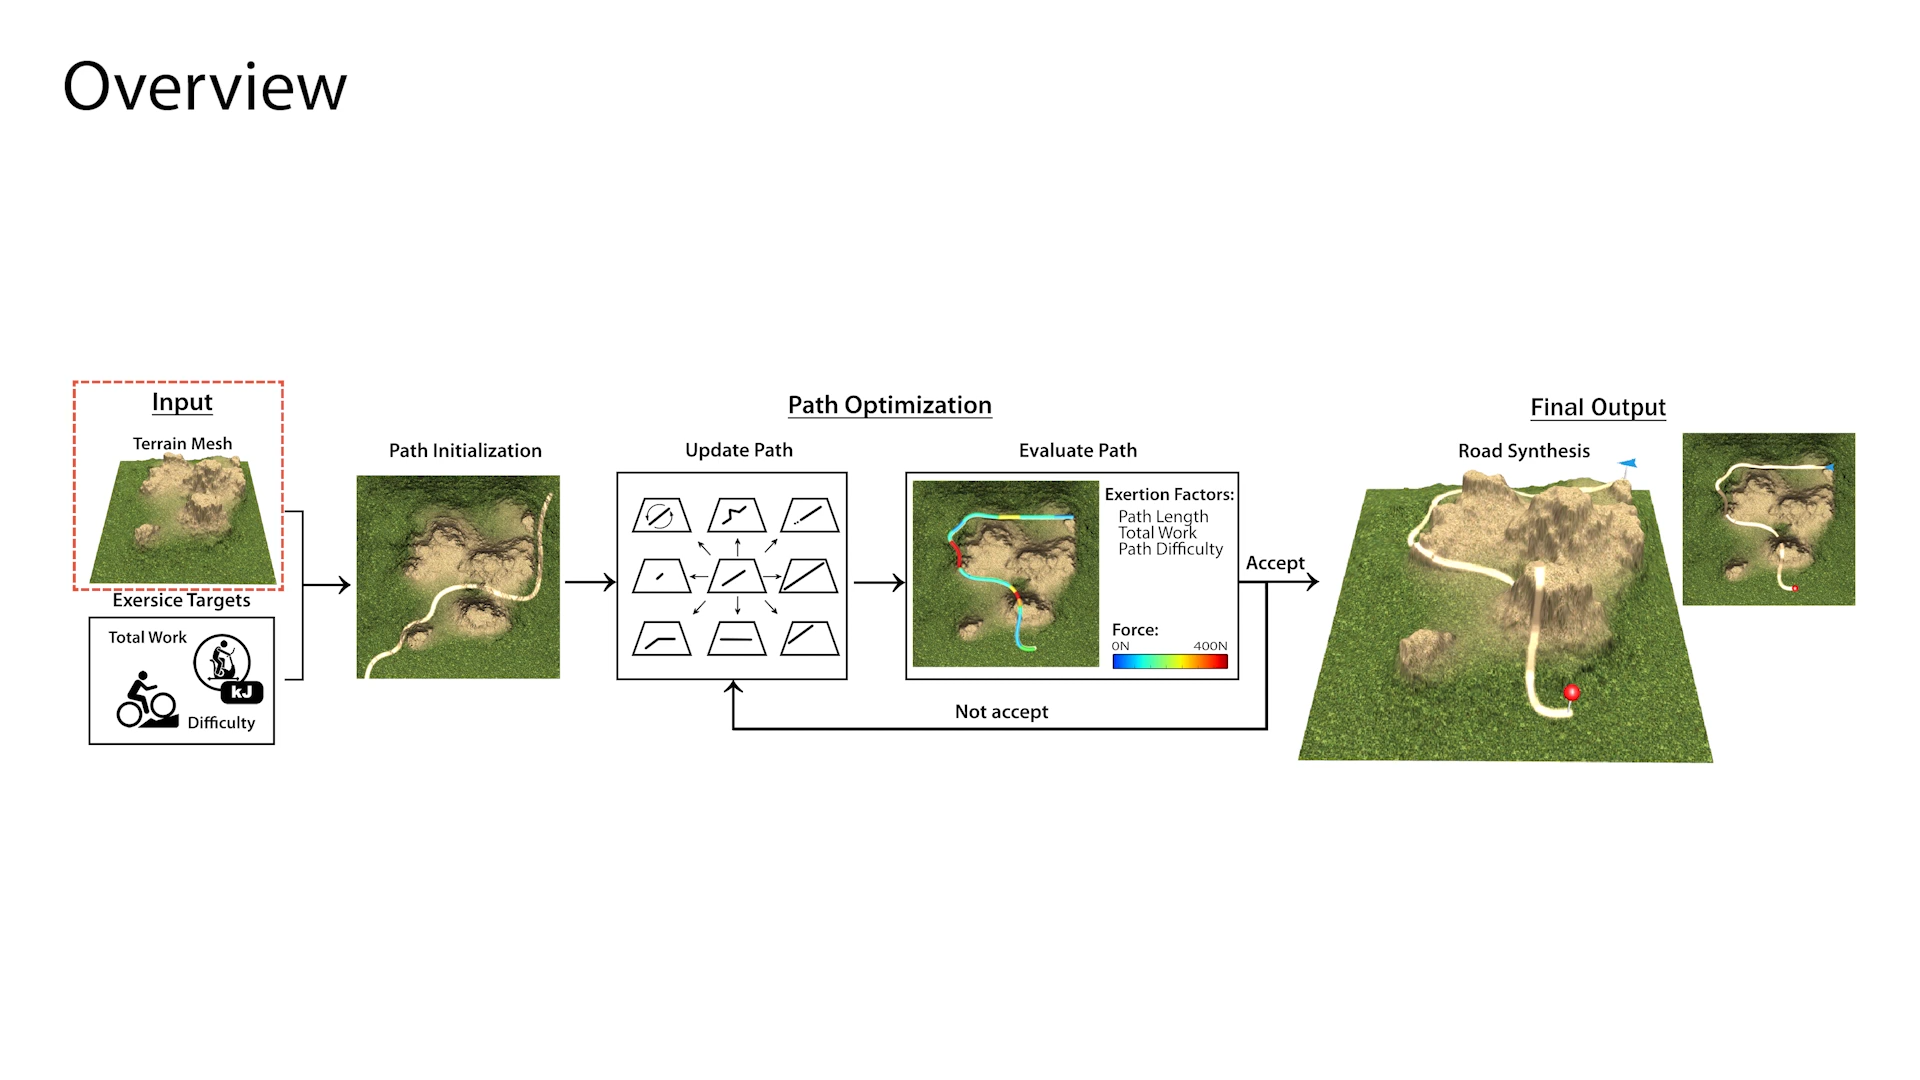 Overview
Input
Terrain Mesh
Exersice Targets
Total Work
kJ
Difficulty
Path Initialization
Path Optimization
Update Path
Evaluate Path
Exertion Factors:
Path Length
Total Work
Path Difficulty
Force:
0N 400N
Accept
Not accept
Final Output
Road Synthesis